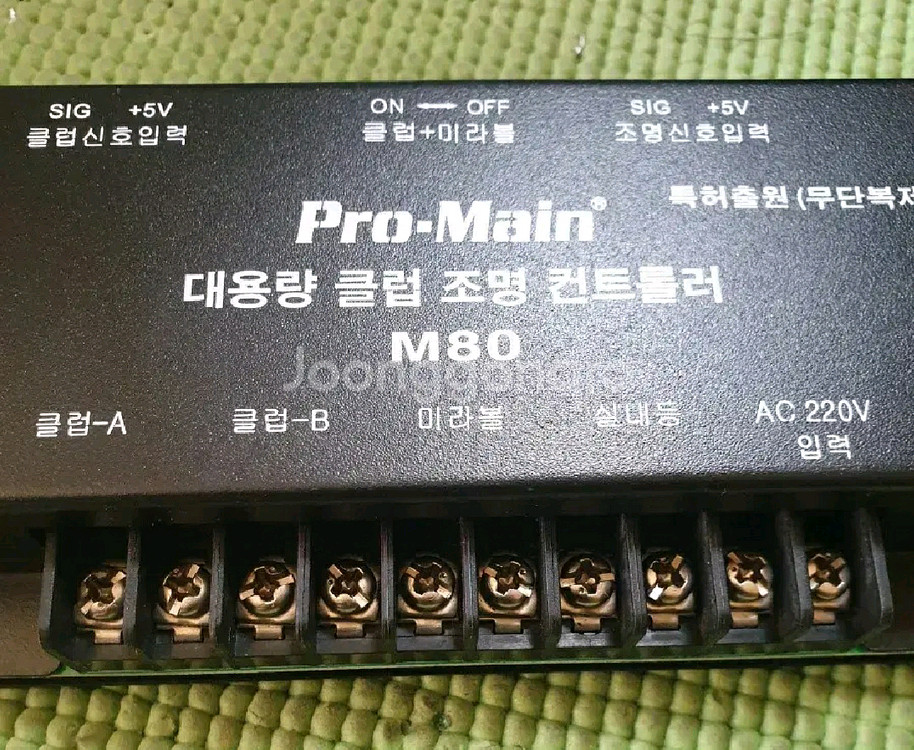 SIG +5V
클럽신호입력
ON ⟷ OFF
클럽+미라볼
SIG +5V
조명신호입력
특허출원 (무단복제
Pro-Main®
대용량 클럽 조명 컨트롤러
M80
클럽-A
클럽-B
미라볼
실내등
AC 220V
입력